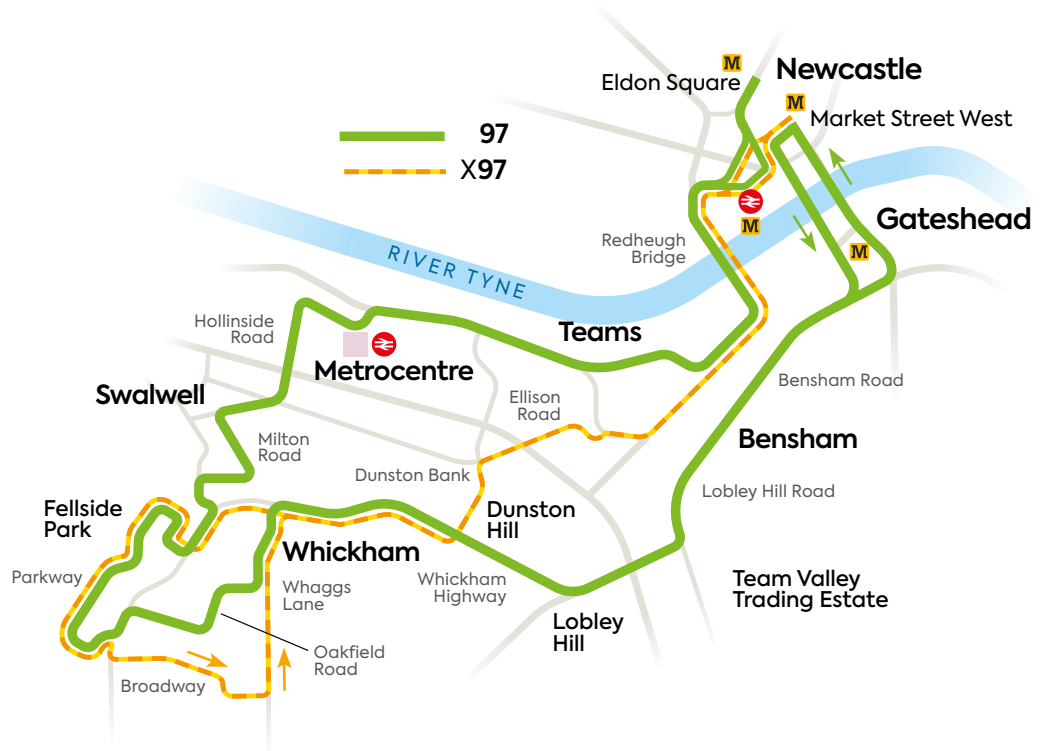 M
Eldon Square
Newcastle
M
Market Street West
97
X97
M
Redheugh
Bridge
Gateshead
M
RIVER TYNE
Teams
Hollinside
Road
Metrocentre
Swalwell
Ellison
Road
Bensham Road
Milton
Road
Bensham
Dunston Bank
Lobley Hill Road
Fellside
Park
Dunston
Hill
Whickham
Parkway
Whaggs
Lane
Whickham
Highway
Team Valley
Trading Estate
Lobley
Hill
Oakfield
Road
Broadway